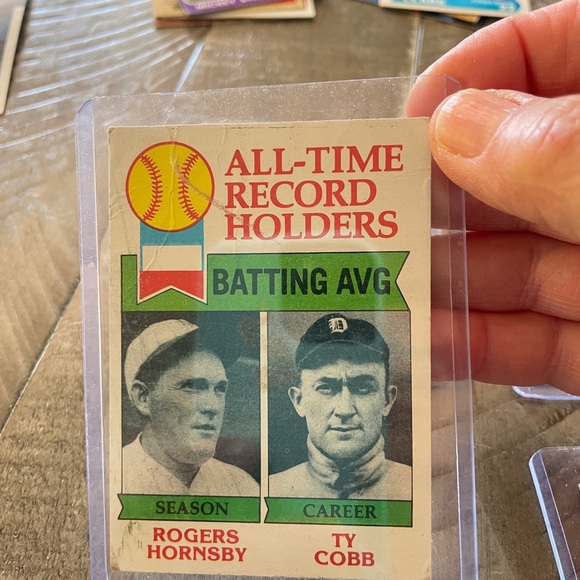 ALL-TIME
RECORD
HOLDERS
BATTING AVG
D
SEASON
CAREER
ROGERS
HORNSBY
TY
COBB